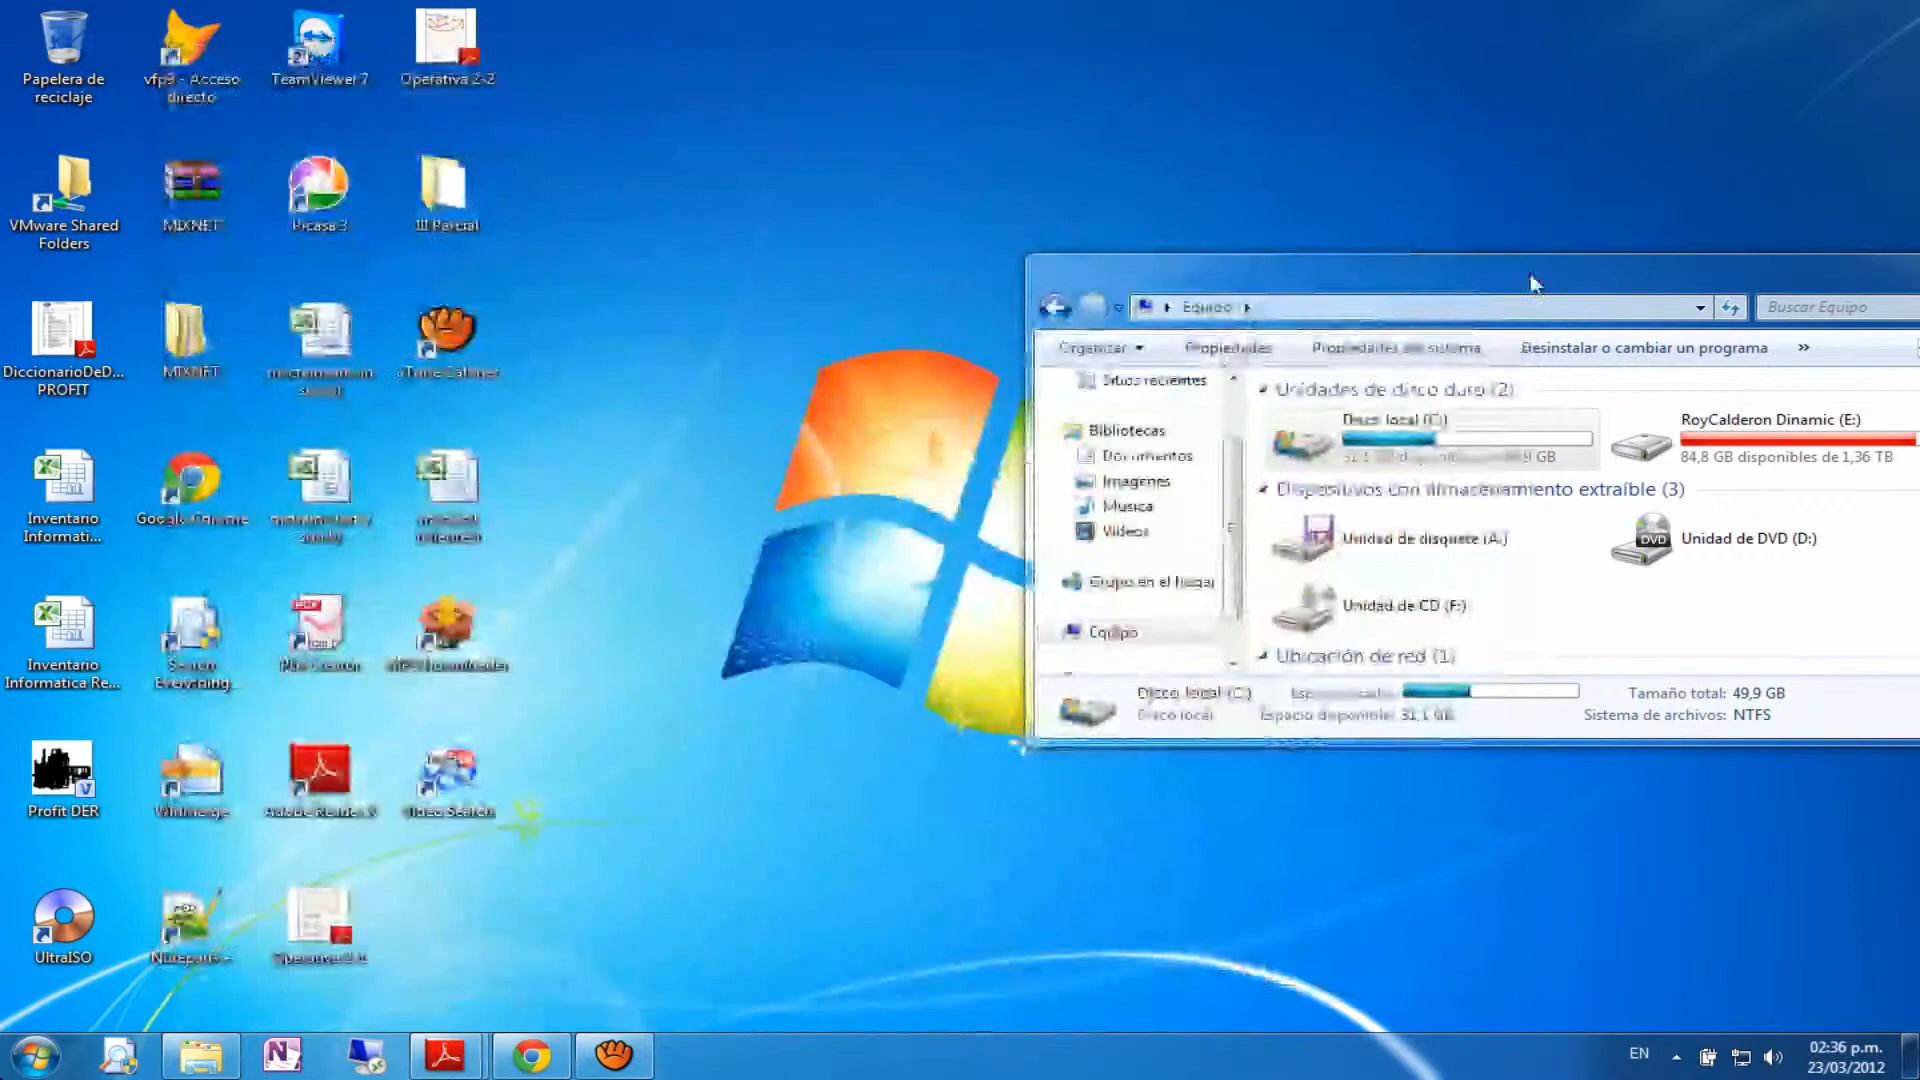 Papelera de
reciclaje
vfp9 - Acceso
directo
TeamViewer 7
Operativa 2-2
VMware Shared
Folders
MIXNET
Picasa 3
III Parcial
DiccionarioDeD...
PROFIT
MIXNET
Inventario
Informati...
Google Chrome
Inventario
Informatica Re...
Search
Everything
Profit DER
WinMerge
Adobe Reader 9
Video Search
UltraISO
Equipo
Buscar Equipo
Organizar
Propiedades
Propiedades del sistema
Desinstalar o cambiar un programa
»
Sitios recientes
Bibliotecas
Documentos
Imágenes
Música
Videos
Grupo en el hogar
Equipo
Unidades de disco duro (2)
Disco local (C:)
RoyCalderon Dinamic (E:)
84,8 GB disponibles de 1,36 TB
Dispositivos con almacenamiento extraíble (3)
Unidad de disquete (A:)
DVD
Unidad de DVD (D:)
Unidad de CD (F:)
Ubicación de red (1)
Disco local (C:)
Tamaño total: 49,9 GB
Disco local
Espacio disponible: 31,1 GB
Sistema de archivos: NTFS
EN
02:36 p.m.
23/03/2012